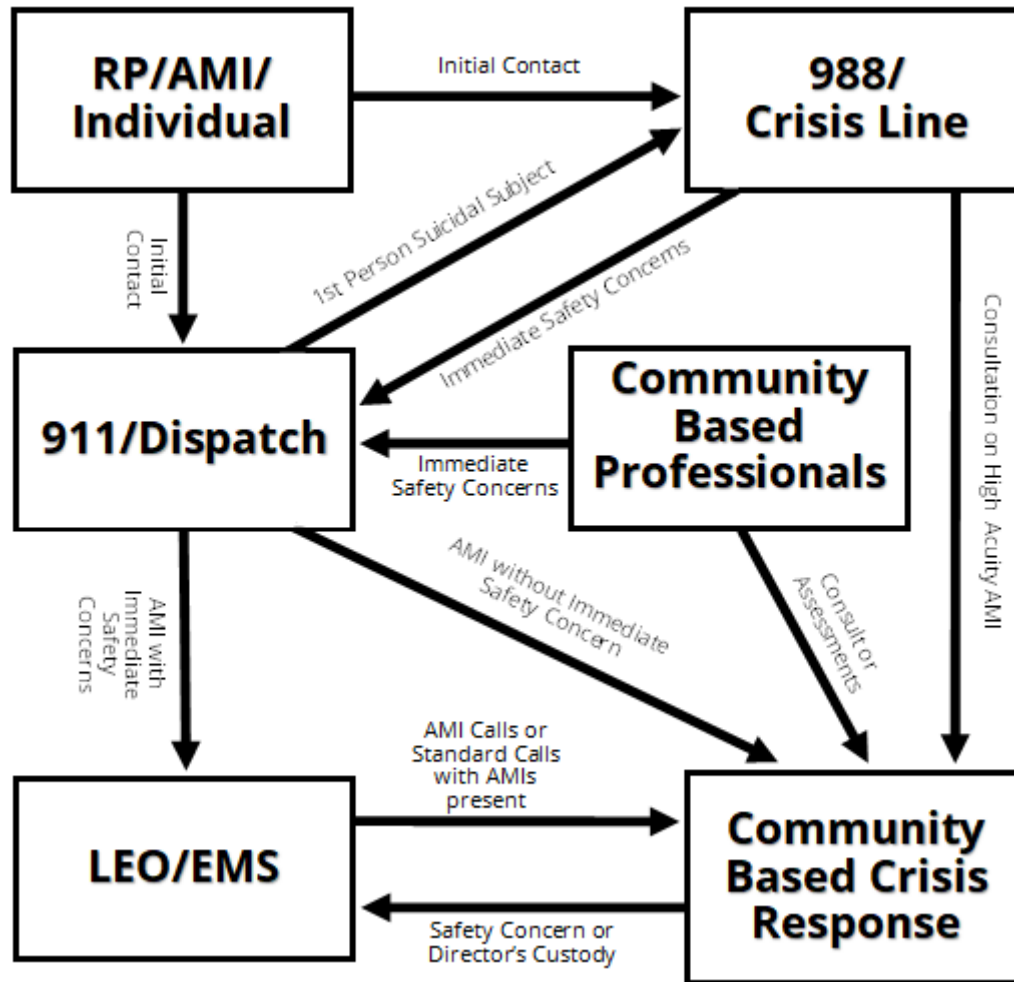 RP/AMI/
Individual
Initial Contact
988/
Crisis Line
Initial
Contact
1st Person Suicidal Subject
Immediate Safety Concerns
Consultation on High Acuity AMI
911/Dispatch
Immediate
Safety Concerns
Community
Based
Professionals
AMI with
Immediate
Safety
Concerns
AMI without Immediate
Safety Concern
Consult or
Assessments
AMI Calls or
Standard Calls
with AMIs
present
LEO/EMS
Safety Concern or
Director's Custody
Community
Based Crisis
Response